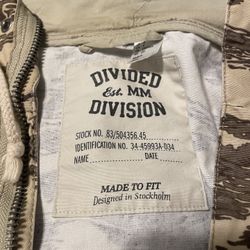 DIVIDED
Est. MM
DIVISION
STOCK NO. 83/504356.45
IDENTIFICATION NO. 34-45993A-D34
NAME DATE
MADE TO FIT
Designed in Stockholm